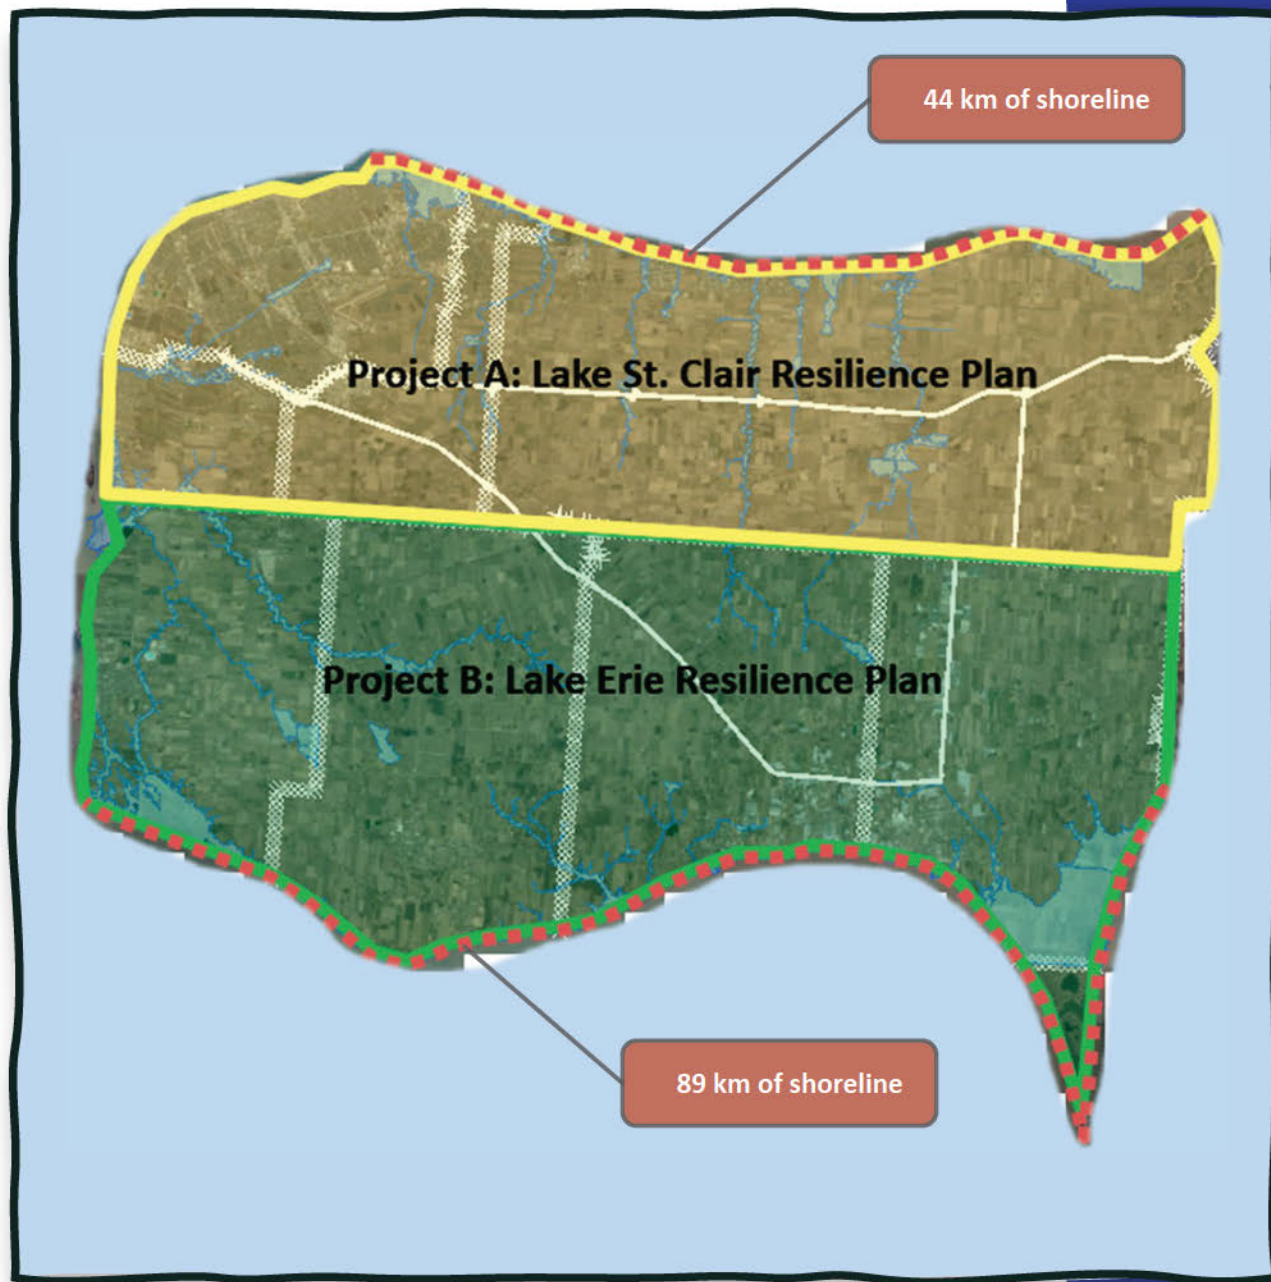 44 km of shoreline
Project A: Lake St. Clair Resilience Plan
Project B: Lake Erie Resilience Plan
89 km of shoreline